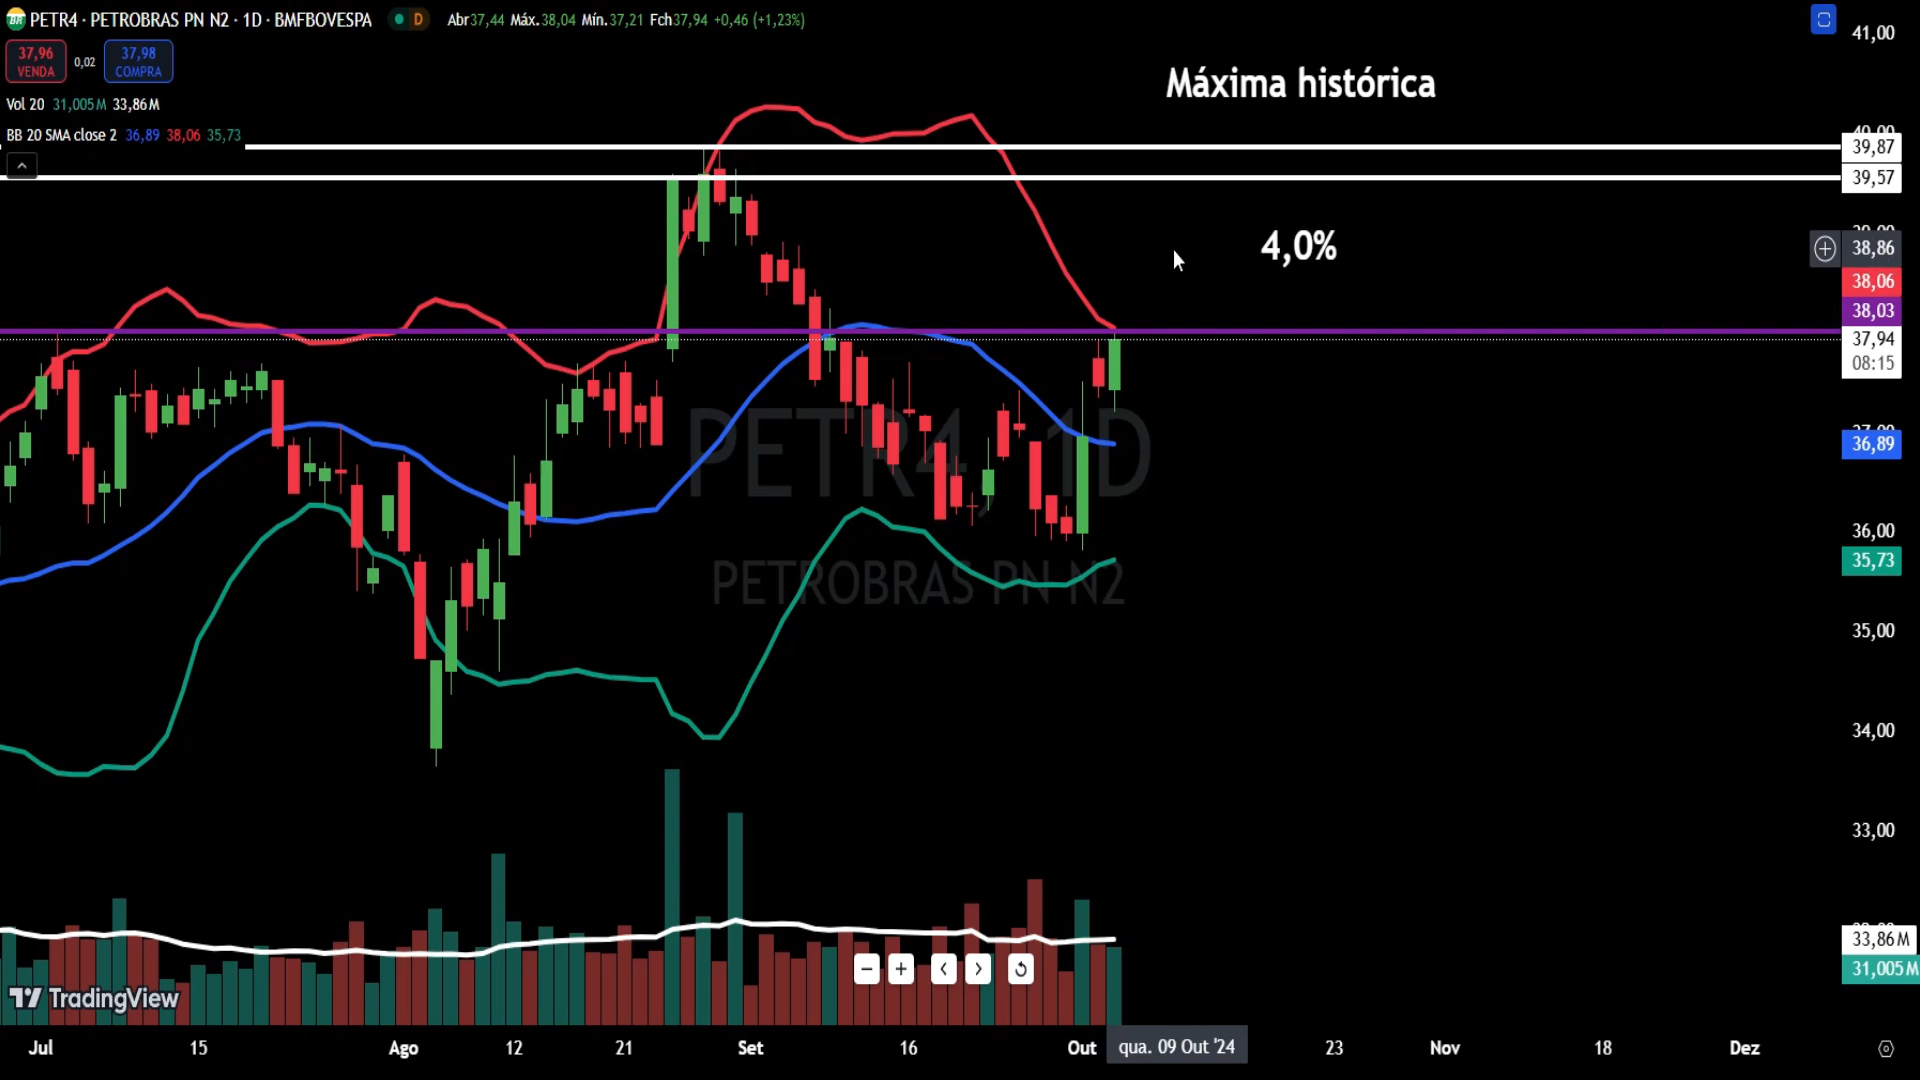 PETR4 · PETROBRAS PN N2 · 1D · BMFBOVESPA D Abr37,44 Máx.38,04 Mín.37,21 Fch37,94 +0,46 (+1,23%)
37,96 VENDA
0,02
37,98 COMPRA
Vol 20 31,005M 33,86M
BB 20 SMA close 2 36,89 38,06 35,73
Máxima histórica
4,0%
41,00
39,87
39,57
38,86
38,06
38,03
37,94
08:15
36,89
36,00
35,73
35,00
34,00
33,00
33,86M
31,005M
PETR4, 1D
PETROBRAS PN N2
TradingView
Jul 15 Ago 12 21 Set 16 Out qua. 09 Out '24 23 Nov 18 Dez